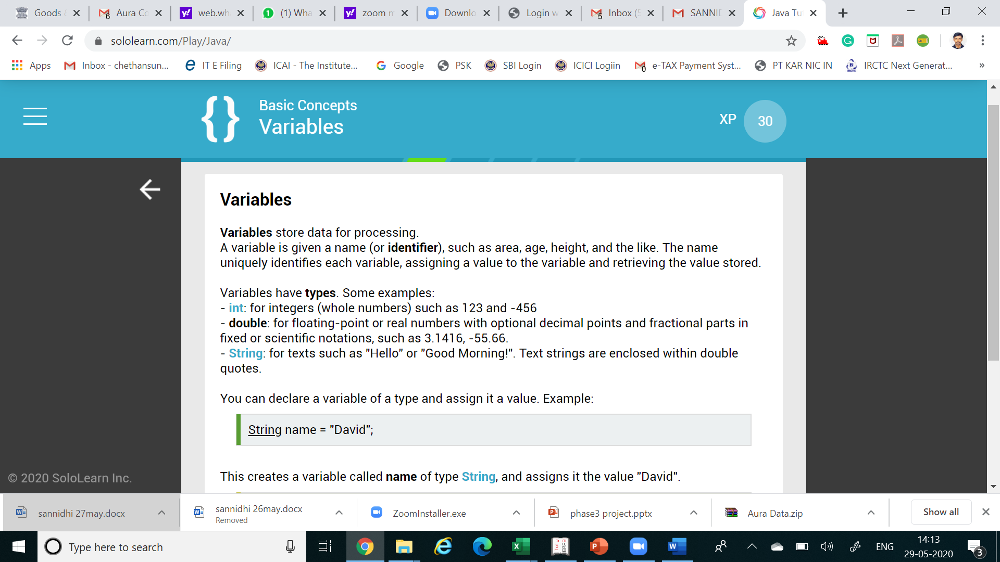 Goods
Aura Co
web.wh
(1) Wha
zoom m
Downlo
Login w
Inbox (5
SANNID
Java Tu
sololearn.com/Play/Java/
Apps
Inbox - chethansun...
IT E Filing
ICAI - The Institute...
Google
PSK
SBI Login
ICICI Logiin
e-TAX Payment Syst...
PT KAR NIC IN
IRCTC Next Generat...
»
Basic Concepts
Variables
XP
30
Variables
Variables store data for processing.
A variable is given a name (or identifier), such as area, age, height, and the like. The name
uniquely identifies each variable, assigning a value to the variable and retrieving the value stored.
Variables have types. Some examples:
- int: for integers (whole numbers) such as 123 and -456
- double: for floating-point or real numbers with optional decimal points and fractional parts in
fixed or scientific notations, such as 3.1416, -55.66.
- String: for texts such as "Hello" or "Good Morning!". Text strings are enclosed within double
quotes.
You can declare a variable of a type and assign it a value. Example:
String name = "David";
This creates a variable called name of type String, and assigns it the value "David".
© 2020 SoloLearn Inc.
sannidhi 27may.docx
sannidhi 26may.docx
Removed
ZoomInstaller.exe
phase3 project.pptx
Aura Data.zip
Show all
Type here to search
Tally
ERP9
ENG
14:13
29-05-2020
3